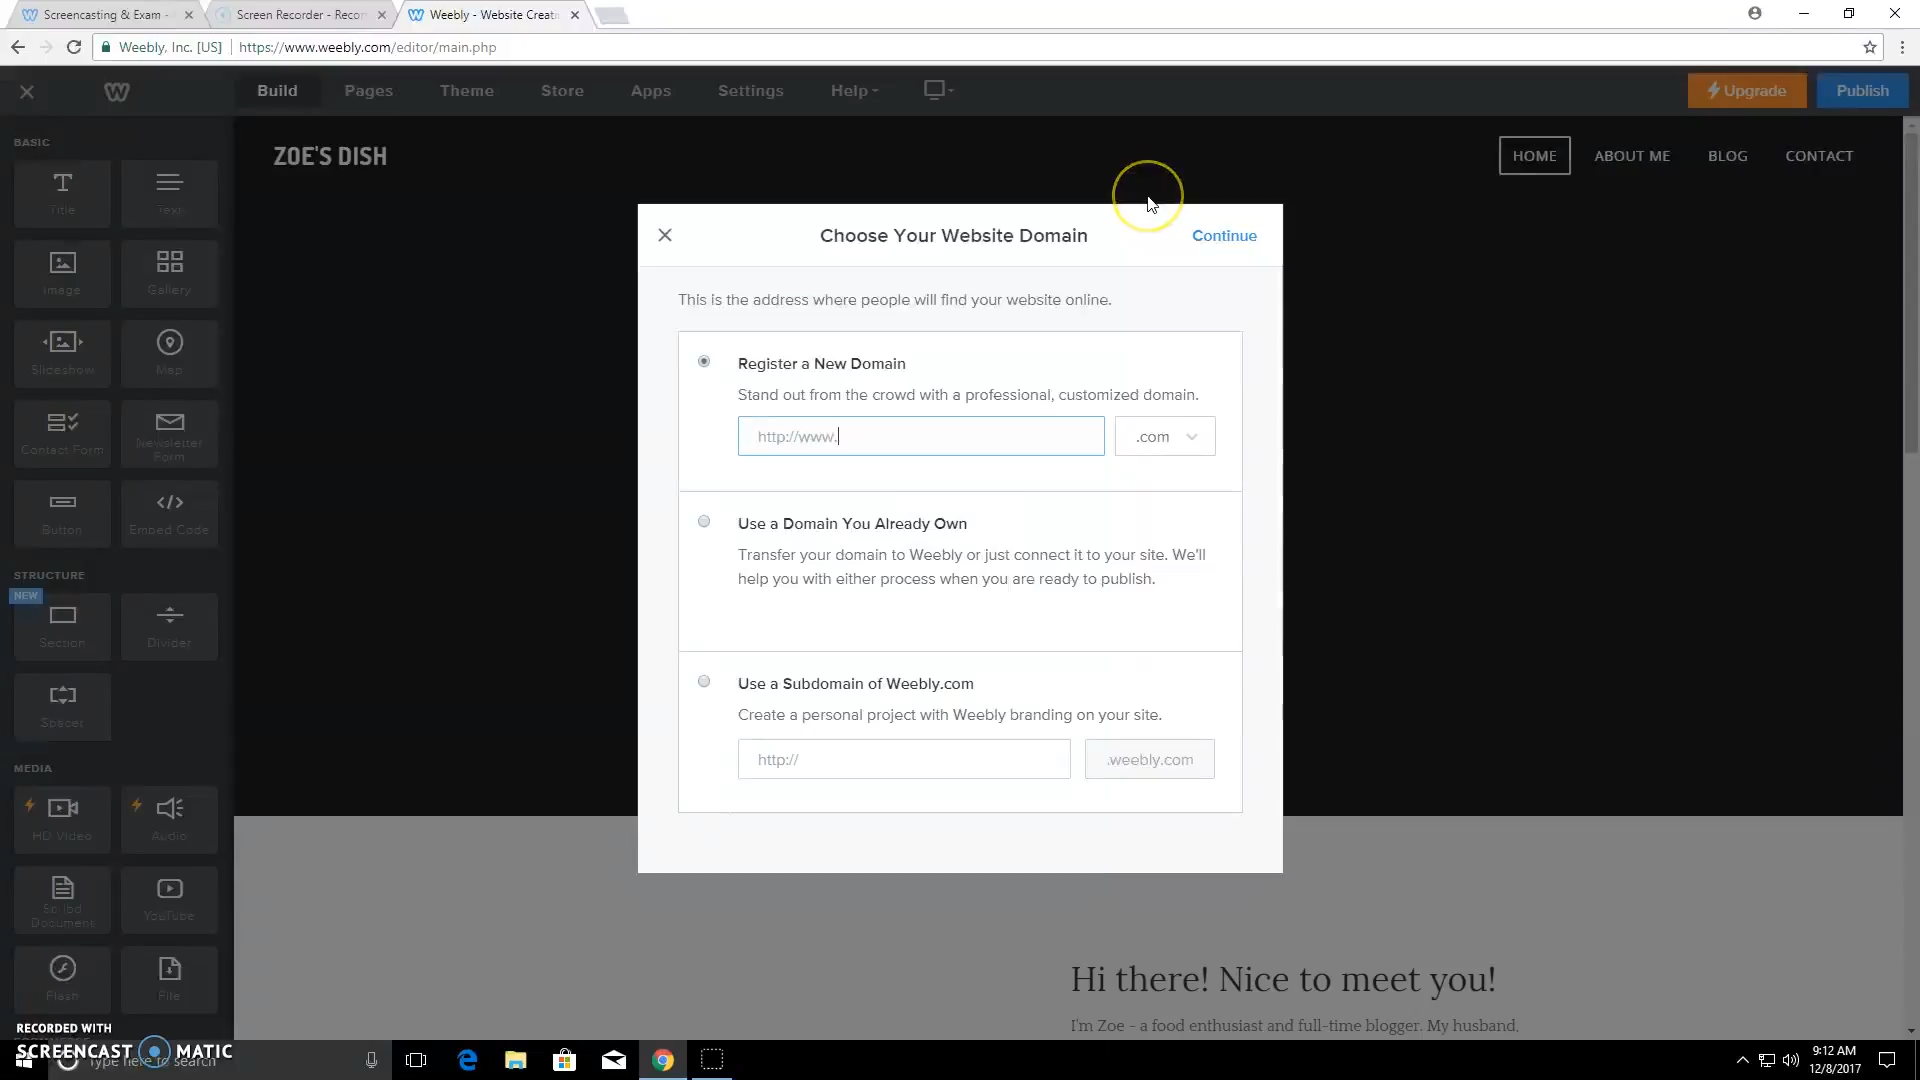 Screencasting & Exam -
Screen Recorder - Recor
Weebly - Website Creati
Weebly, Inc. [US]
https://www.weebly.com/editor/main.php
Build
Pages
Theme
Store
Apps
Settings
Help
Upgrade
Publish
BASIC
Title
Text
Image
Gallery
Slideshow
Map
Contact Form
Newsletter
Form
Button
Embed Code
STRUCTURE
NEW
Section
Divider
Spacer
MEDIA
HD Video
Audio
Scribd
Document
YouTube
Flash
File
ZOE'S DISH
HOME
ABOUT ME
BLOG
CONTACT
Choose Your Website Domain
Continue
This is the address where people will find your website online.
Register a New Domain
Stand out from the crowd with a professional, customized domain.
http://www.
.com
Use a Domain You Already Own
Transfer your domain to Weebly or just connect it to your site. We'll
help you with either process when you are ready to publish.
Use a Subdomain of Weebly.com
Create a personal project with Weebly branding on your site.
http://
.weebly.com
Hi there! Nice to meet you!
I'm Zoe - a food enthusiast and full-time blogger. My husband,
RECORDED WITH
SCREENCAST MATIC
Type here to search
9:12 AM
12/8/2017